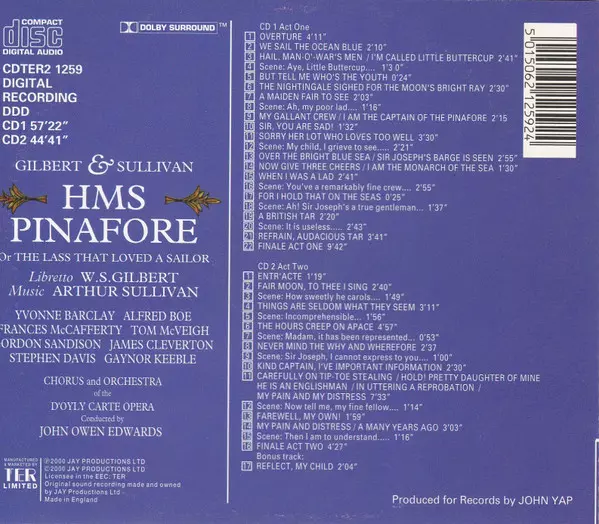 COMPACT
disc
DIGITAL AUDIO
DOLBY SURROUND
CDTER2 1259
DIGITAL
RECORDING
DDD
CD1 57'22"
CD2 44'41"
GILBERT & SULLIVAN
HMS
PINAFORE
Or THE LASS THAT LOVED A SAILOR
Libretto W.S.GILBERT
Music ARTHUR SULLIVAN
YVONNE BARCLAY ALFRED BOE
FRANCES McCAFFERTY TOM McVEIGH
GORDON SANDISON JAMES CLEVERTON
STEPHEN DAVIS GAYNOR KEEBLE
CHORUS and ORCHESTRA
of the
D'OYLY CARTE OPERA
Conducted by
JOHN OWEN EDWARDS
MANUFACTURED
& MARKETED BY
TER
LIMITED
℗2000 JAY PRODUCTIONS LTD
©2000 JAY PRODUCTIONS LTD
Licensee in the EEC: TER
Original sound recording made and owned
by JAY Productions Ltd
Made in England
CD 1 Act One
1 OVERTURE 4'11"
2 WE SAIL THE OCEAN BLUE 2'10"
3 HAIL, MAN-O'-WAR'S MEN / I'M CALLED LITTLE BUTTERCUP 2'41"
4 Scene: Aye, Little Buttercup.... 1'3 0"
5 BUT TELL ME WHO'S THE YOUTH 0'24"
6 THE NIGHTINGALE SIGHED FOR THE MOON'S BRIGHT RAY 2'30"
7 A MAIDEN FAIR TO SEE 2'03"
8 Scene: Ah, my poor lad.... 1'16"
9 MY GALLANT CREW / I AM THE CAPTAIN OF THE PINAFORE 2'15
10 SIR, YOU ARE SAD! 1'32"
11 SORRY HER LOT WHO LOVES TOO WELL 3'30"
12 Scene: My child, I grieve to see..... 2'21"
13 OVER THE BRIGHT BLUE SEA / SIR JOSEPH'S BARGE IS SEEN 2'55"
14 NOW GIVE THREE CHEERS / I AM THE MONARCH OF THE SEA 1'30"
15 WHEN I WAS A LAD 2'41"
16 Scene: You've a remarkably fine crew.... 2'55"
17 FOR I HOLD THAT ON THE SEAS 0'25"
18 Scene: Ah! Sir Joseph's a true gentleman... 1'37"
19 A BRITISH TAR 2'20"
20 Scene: It is useless..... 5'43"
21 REFRAIN, AUDACIOUS TAR 3'41"
22 FINALE ACT ONE 9'42"
CD 2 Act Two
1 ENTR'ACTE 1'19"
2 FAIR MOON, TO THEE I SING 2'40"
3 Scene: How sweetly he carols.... 1'49"
4 THINGS ARE SELDOM WHAT THEY SEEM 3'11"
5 Scene: Incomprehensible... 1'56"
6 THE HOURS CREEP ON APACE 4'57"
7 Scene: Madam, it has been represented... 0'53"
8 NEVER MIND THE WHY AND WHEREFORE 2'37
9 Scene: Sir Joseph, I cannot express to you.... 1'00"
10 KIND CAPTAIN, I'VE IMPORTANT INFORMATION 2'30"
11 CAREFULLY ON TIP-TOE STEALING / HOLD! PRETTY DAUGHTER OF MINE
HE IS AN ENGLISHMAN / IN UTTERING A REPROBATION /
MY PAIN AND MY DISTRESS 7'33"
12 Scene: Now tell me, my fine fellow.... 1'14"
13 FAREWELL, MY OWN! 1'59"
14 MY PAIN AND DISTRESS / A MANY YEARS AGO 3'03"
15 Scene: Then I am to understand..... 1'16"
16 FINALE ACT TWO 4'27"
Bonus track:
17 REFLECT, MY CHILD 2'04"
5 015062 125924
Produced for Records by JOHN YAP